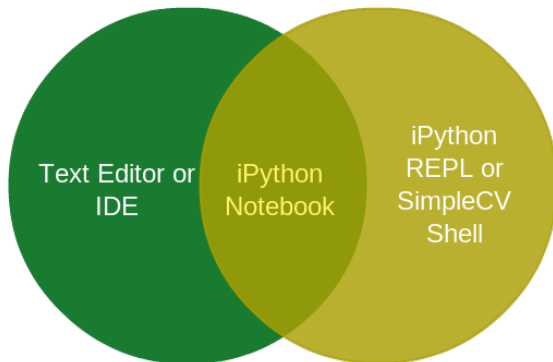 Text Editor or
IDE
iPython
Notebook
iPython
REPL or
SimpleCV
Shell